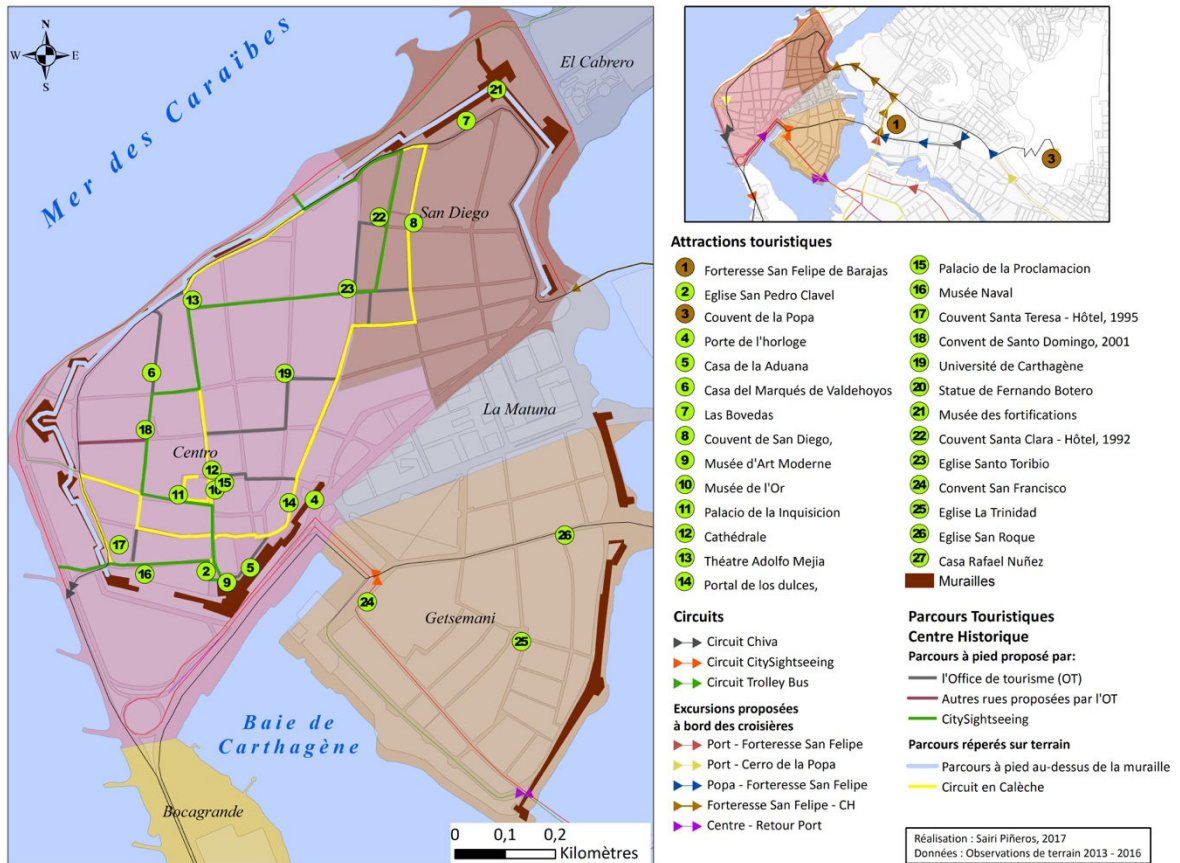 N
W E
S
Mer des Caraïbes
El Cabrero
21
7
San Diego
22
8
23
13
6
19
La Matuna
18
Centro
12
15
10
11
14
4
17
16
2
9
5
26
24
Getsemani
25
Baie de
Carthagène
Bocagrande
0 0,1 0,2
Kilomètres
1
3
Attractions touristiques
1 Forteresse San Felipe de Barajas
2 Eglise San Pedro Clavel
3 Couvent de la Popa
4 Porte de l'horloge
5 Casa de la Aduana
6 Casa del Marqués de Valdehoyos
7 Las Bovedas
8 Couvent de San Diego,
9 Musée d'Art Moderne
10 Musée de l'Or
11 Palacio de la Inquisicion
12 Cathédrale
13 Théatre Adolfo Mejia
14 Portal de los dulces,
15 Palacio de la Proclamacion
16 Musée Naval
17 Couvent Santa Teresa - Hôtel, 1995
18 Convent de Santo Domingo, 2001
19 Université de Carthagène
20 Statue de Fernando Botero
21 Musée des fortifications
22 Couvent Santa Clara - Hôtel, 1992
23 Eglise Santo Toribio
24 Convent San Francisco
25 Eglise La Trinidad
26 Eglise San Roque
27 Casa Rafael Nuñez
Murailles
Circuits
Circuit Chiva
Circuit CitySightseeing
Circuit Trolley Bus
Excursions proposées
à bord des croisières
Port - Forteresse San Felipe
Port - Cerro de la Popa
Popa - Forteresse San Felipe
Forteresse San Felipe - CH
Centre - Retour Port
Parcours Touristiques
Centre Historique
Parcours à pied proposé par:
l'Office de tourisme (OT)
Autres rues proposées par l'OT
CitySightseeing
Parcours réperés sur terrain
Parcours à pied au-dessus de la muraille
Circuit en Calèche
Réalisation : Sairi Piñeros, 2017
Données : Observations de terrain 2013 - 2016